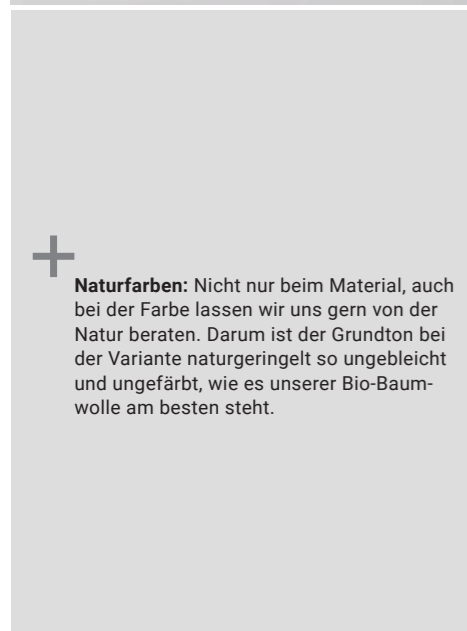 Naturfarben: Nicht nur beim Material, auch
bei der Farbe lassen wir uns gern von der
Natur beraten. Darum ist der Grundton bei
der Variante naturgeringelt so ungebleicht
und ungefärbt, wie es unserer Bio-Baum-
wolle am besten steht.